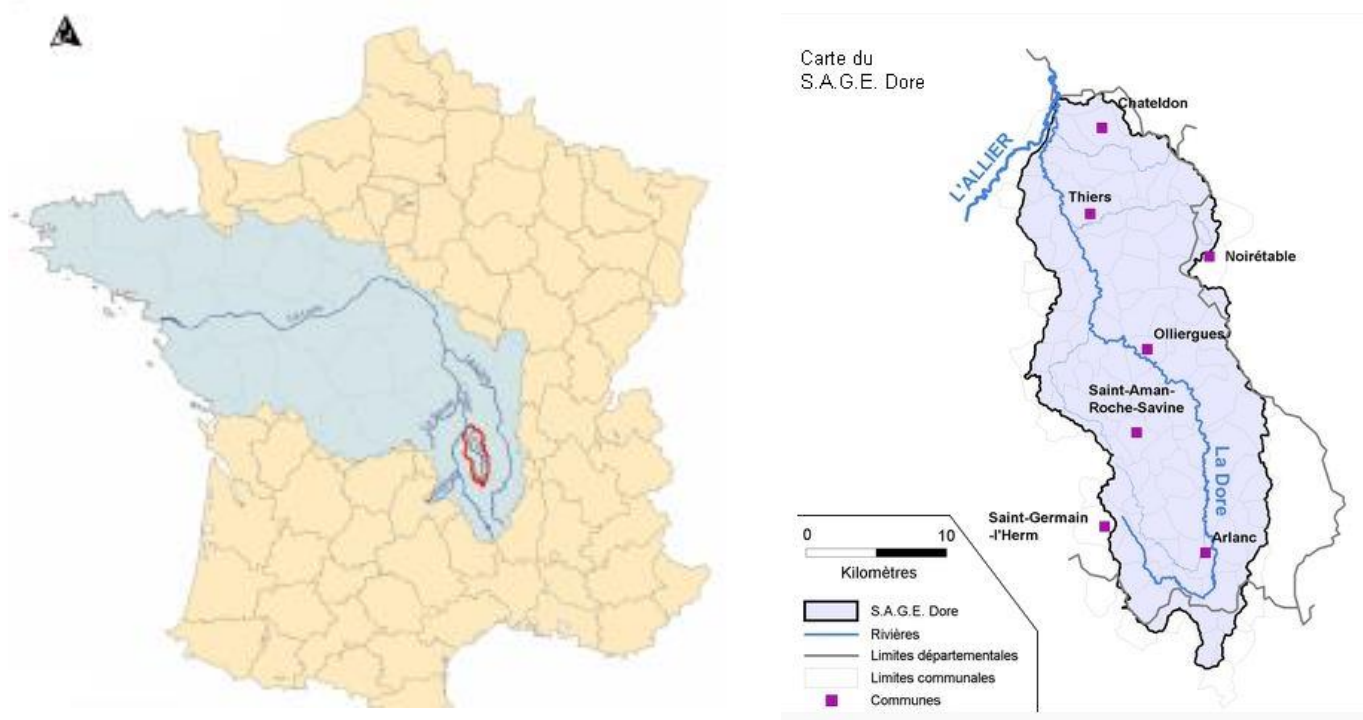 Carte du
S.A.G.E. Dore
Chateldon
L'ALLIER
Thiers
Noirétable
Olliergues
Saint-Aman-
Roche-Savine
La Dore
Saint-Germain
-l'Herm
Arlanc
0 10
Kilomètres
S.A.G.E. Dore
Rivières
Limites départementales
Limites communales
Communes